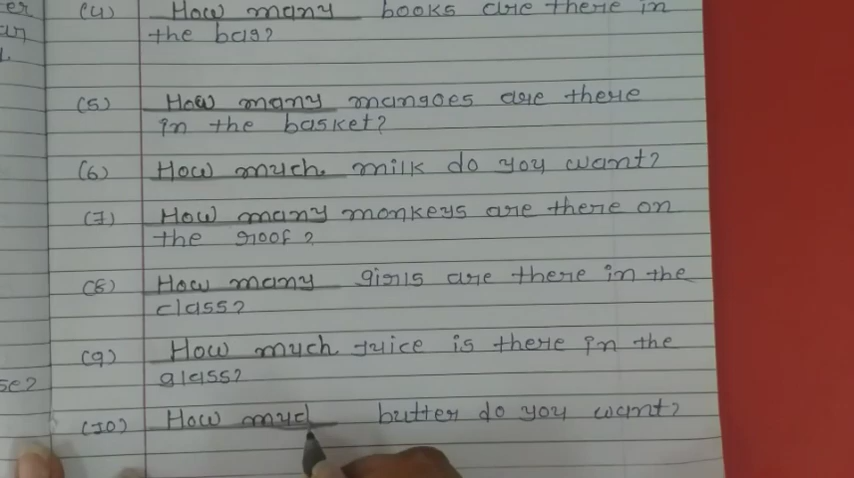 er
(4) How many books are there in
the bag?
(5) How many mangoes are there
in the basket?
(6) How much milk do you want?
(7) How many monkeys are there on
the roof?
(8) How many girls are there in the
class?
(9) How much juice is there in the
glass?
se?
(10) How muc butter do you want?